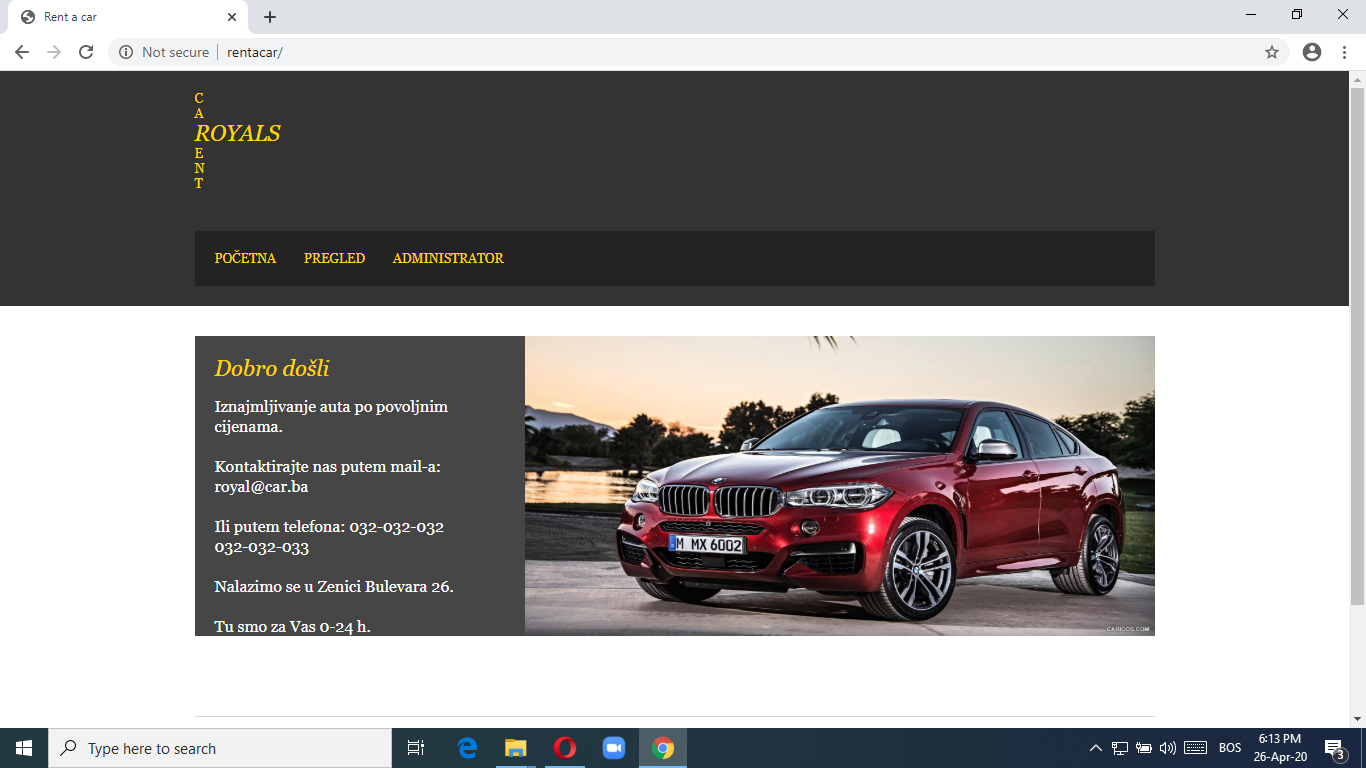 Rent a car
Not secure
rentacar/
C
A
ROYALS
E
N
T
POČETNA PREGLED ADMINISTRATOR
Dobro došli
Iznajmljivanje auta po povoljnim
cijenama.
Kontaktirajte nas putem mail-a:
royal@car.ba
Ili putem telefona: 032-032-032
032-032-033
Nalazimo se u Zenici Bulevara 26.
Tu smo za Vas 0-24 h.
M MX 6002
CARICOS.COM
Type here to search
BOS
6:13 PM
26-Apr-20
3